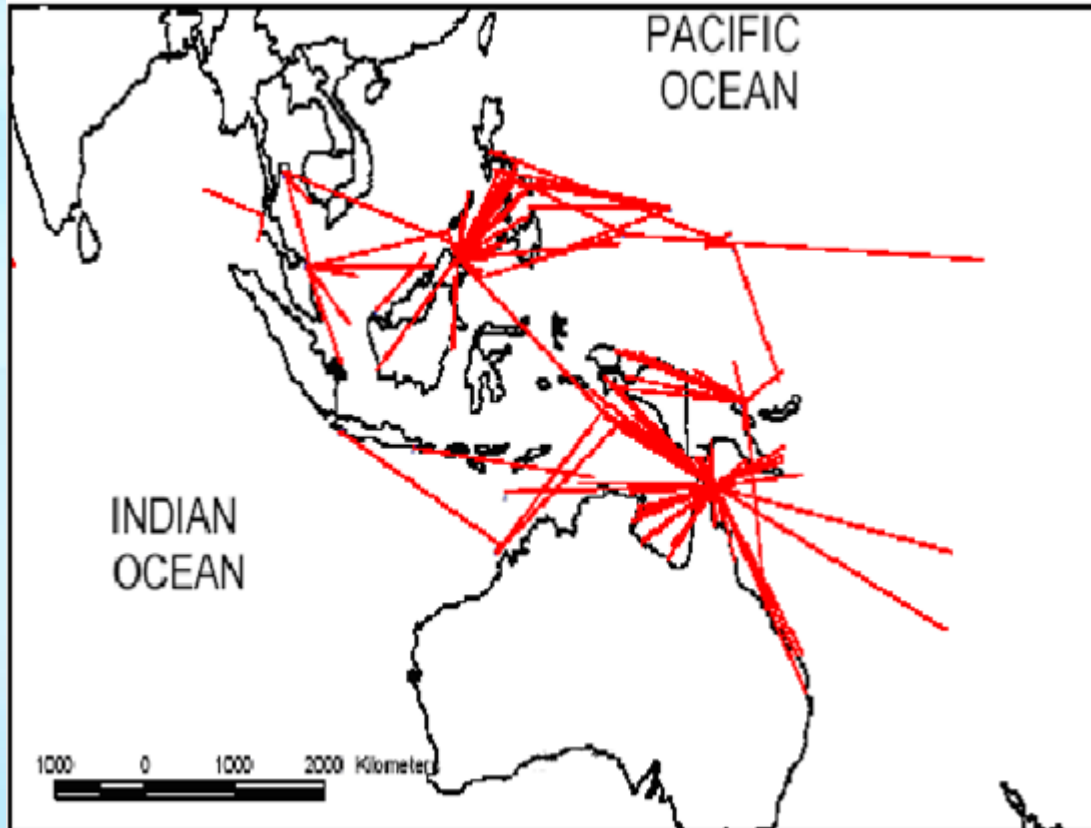 PACIFIC
OCEAN
INDIAN
OCEAN
1000 0 1000 2000 Kilometers